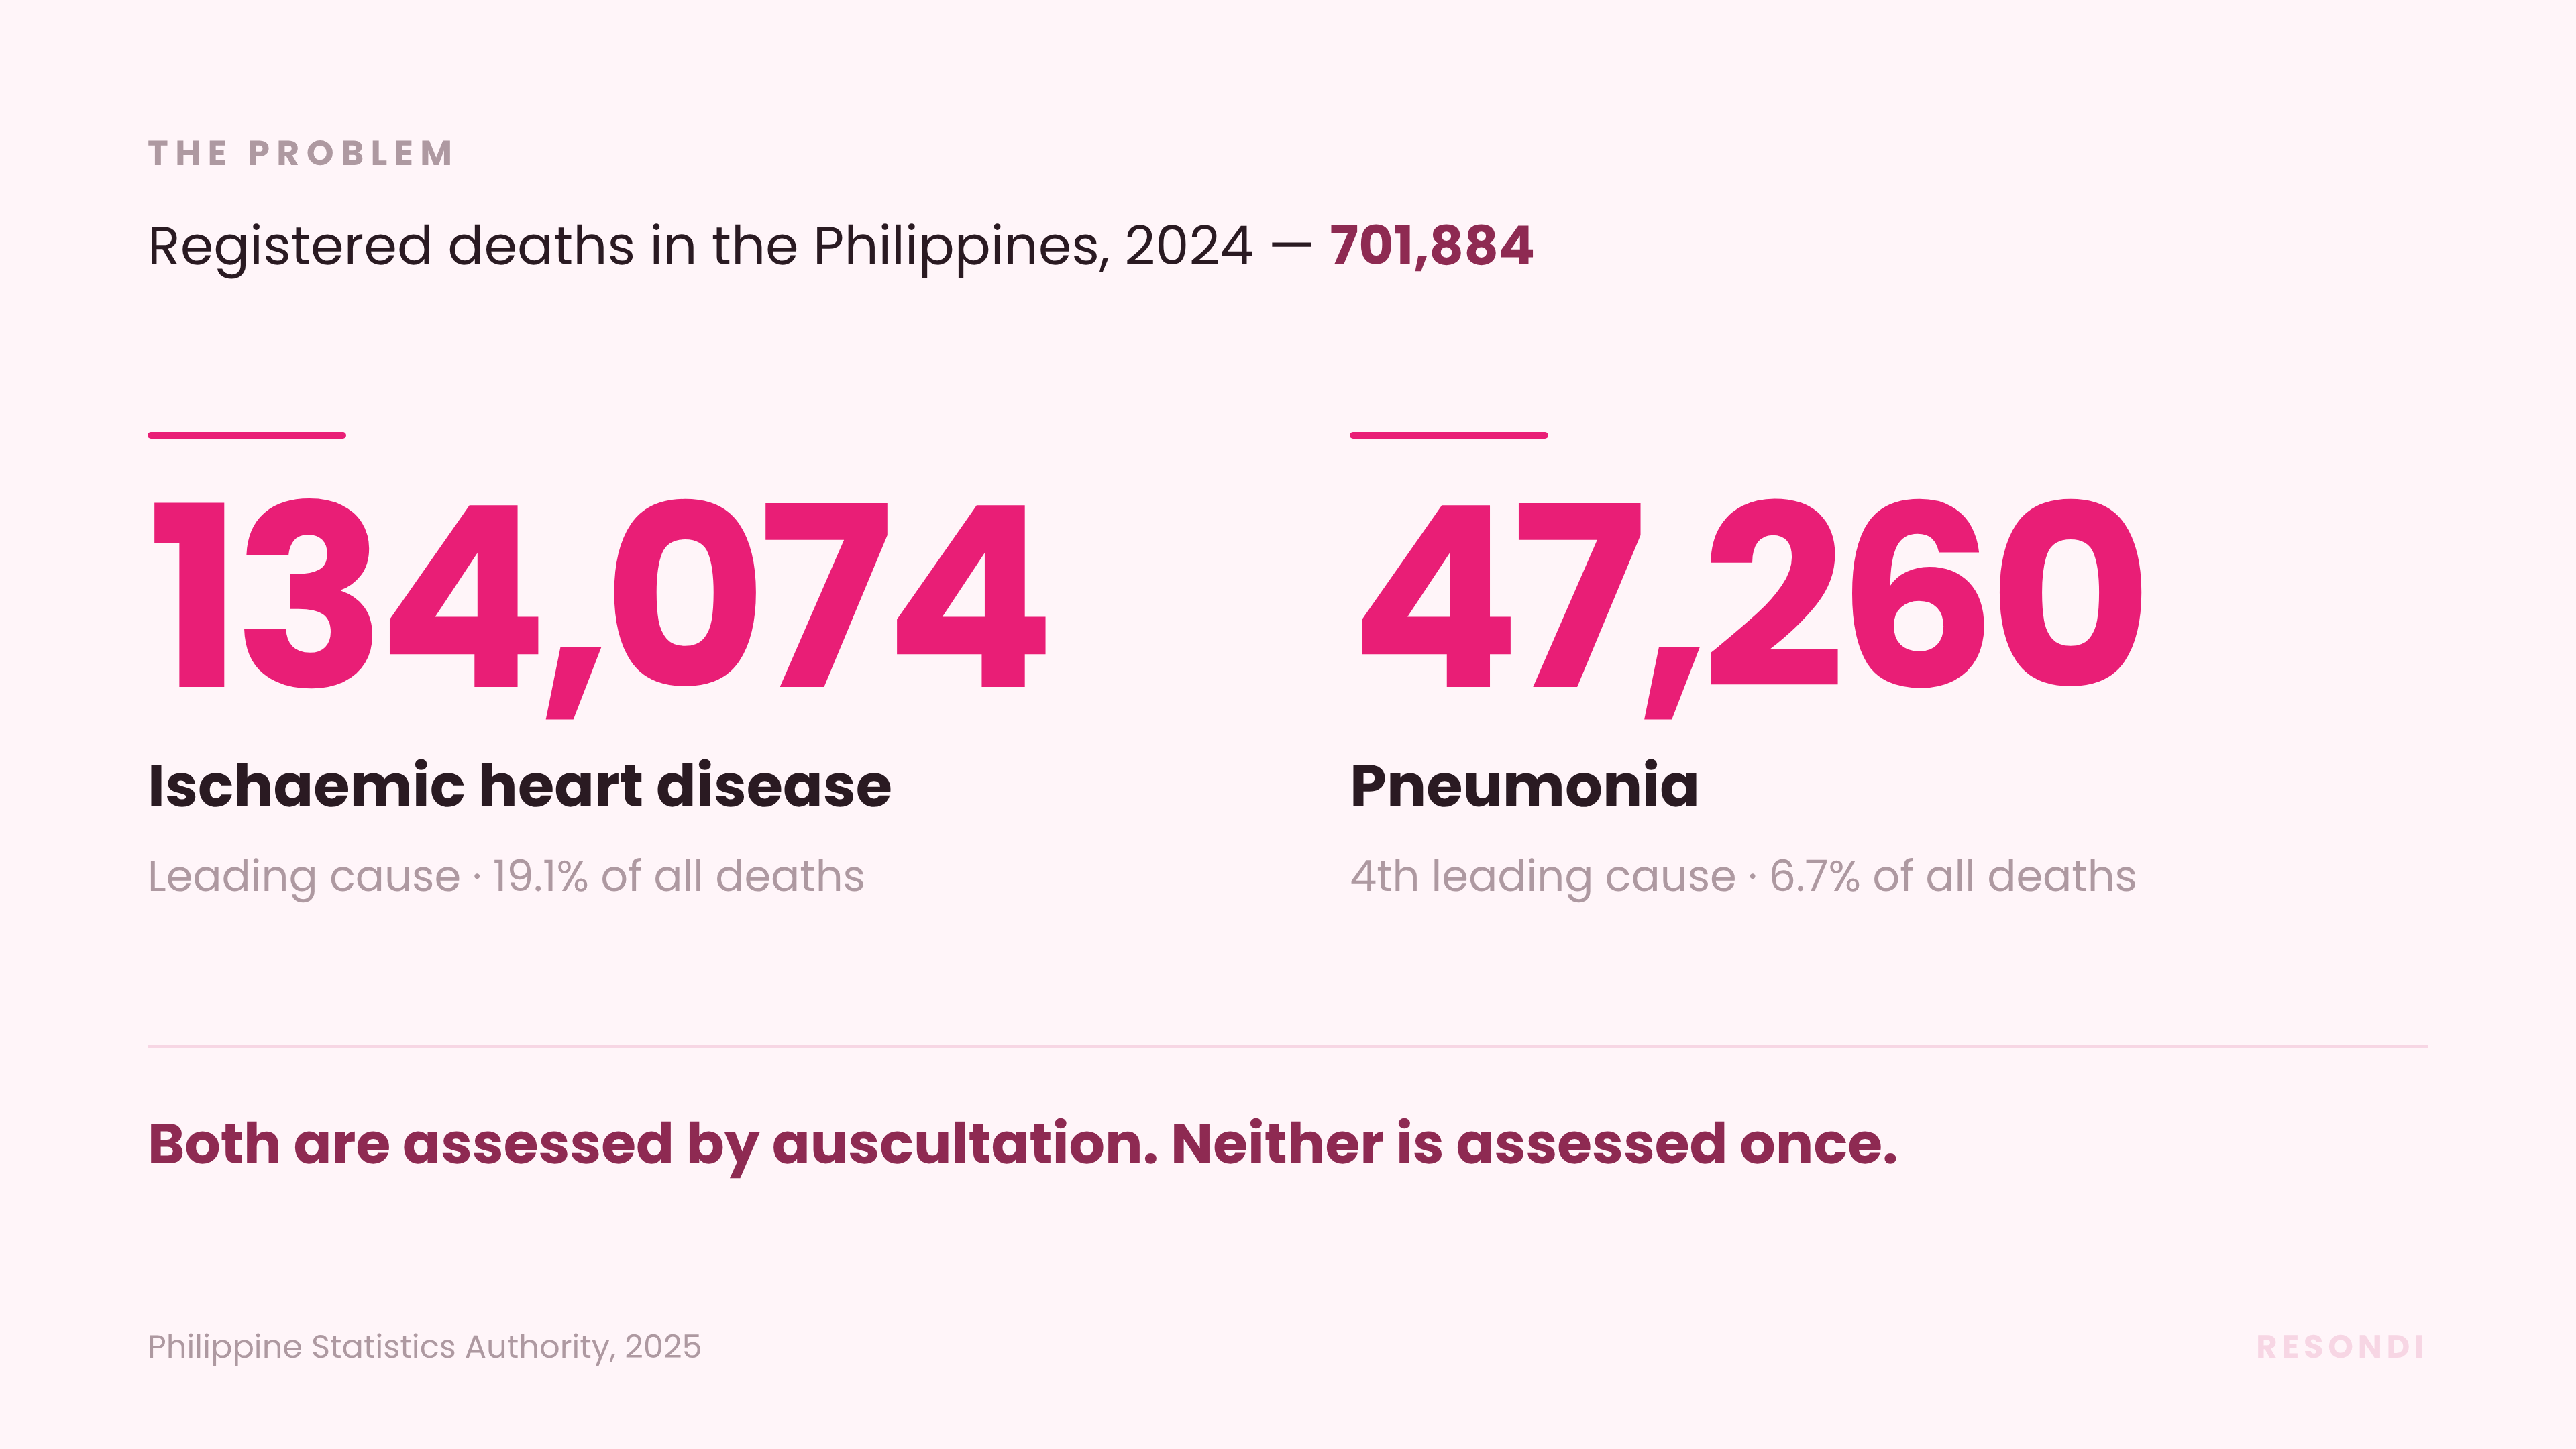 THE PROBLEM
Registered deaths in the Philippines, 2024 — 701,884
134,074
Ischaemic heart disease
Leading cause · 19.1% of all deaths
47,260
Pneumonia
4th leading cause · 6.7% of all deaths
Both are assessed by auscultation. Neither is assessed once.
Philippine Statistics Authority, 2025
RESONDI